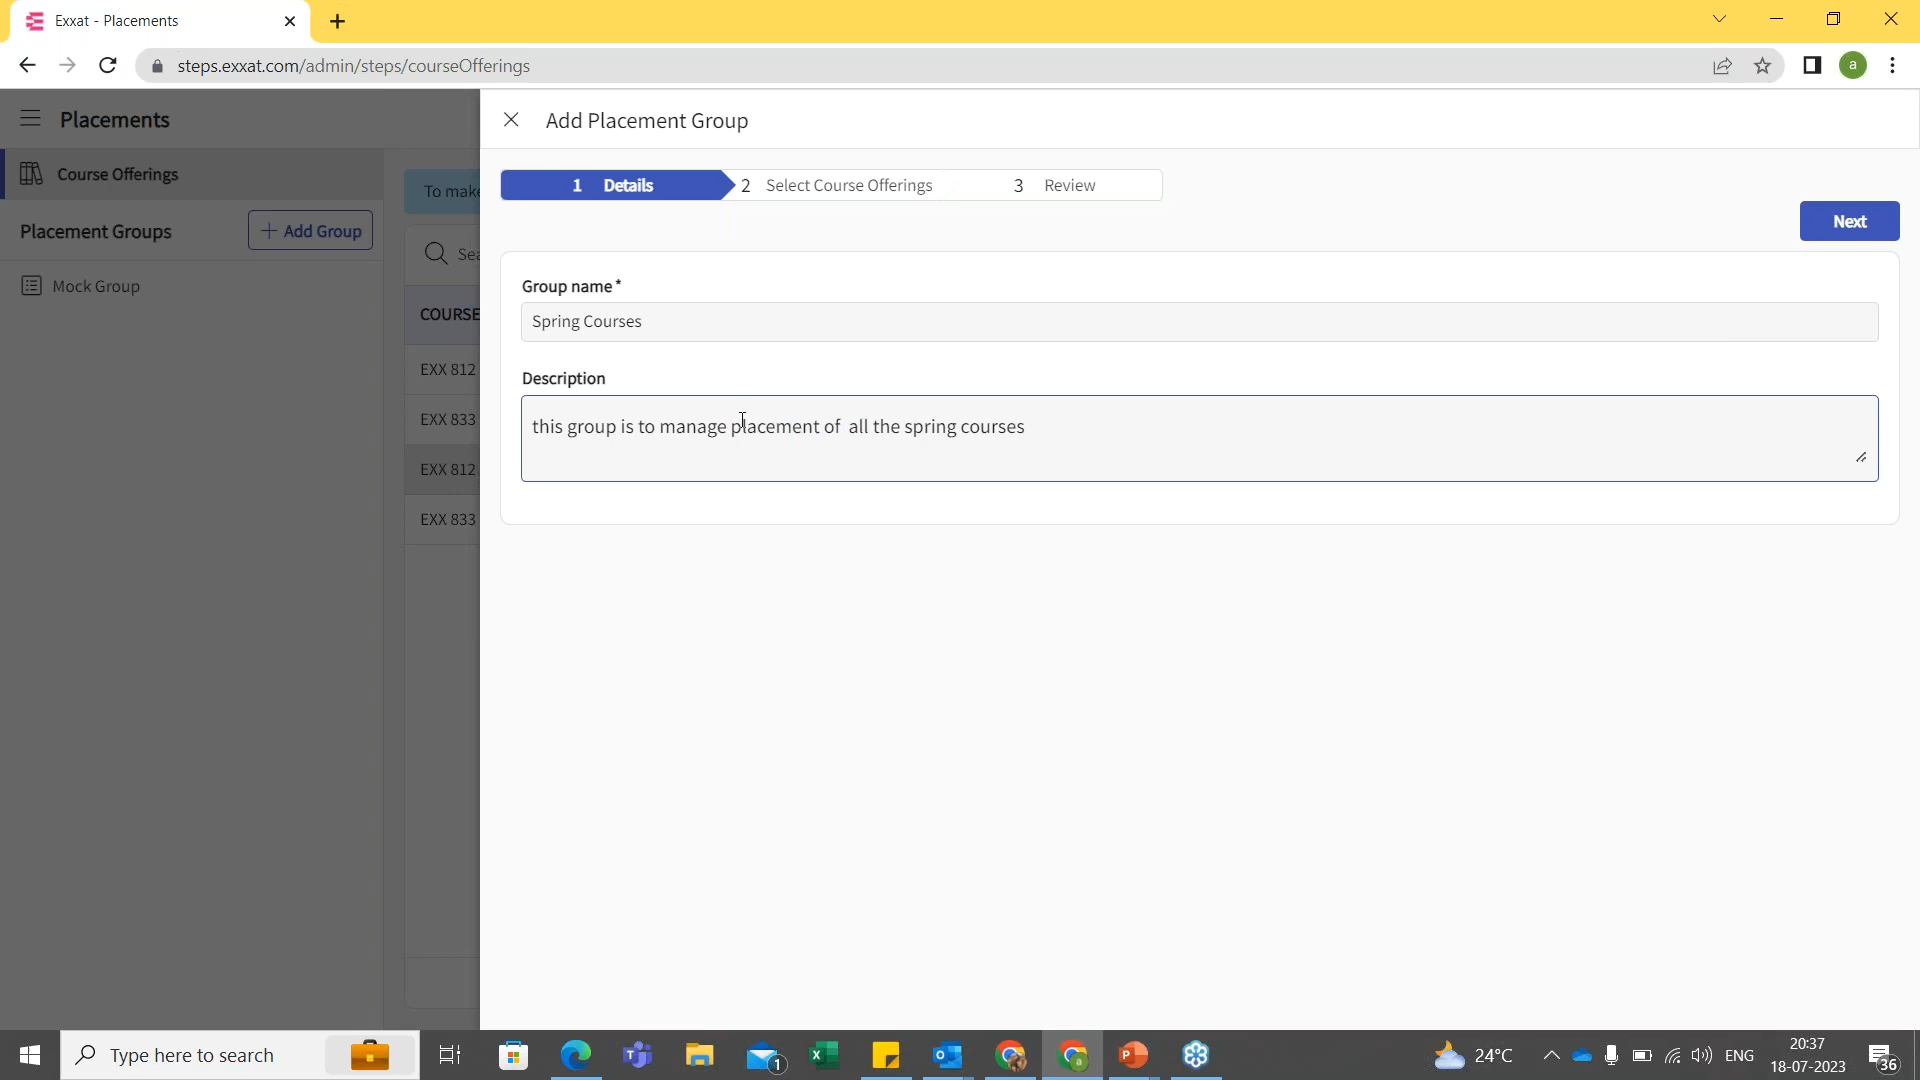 Exxat - Placements
steps.exxat.com/admin/steps/courseOfferings
a
Placements
Add Placement Group
Course Offerings
To make
1 Details
2 Select Course Offerings
3 Review
Next
Placement Groups
Add Group
Sea
Mock Group
COURSE
Group name*
Spring Courses
EXX 812
Description
EXX 833
this group is to manage placement of  all the spring courses
EXX 812
EXX 833
Type here to search
1
24°C
ENG
20:37
18-07-2023
36